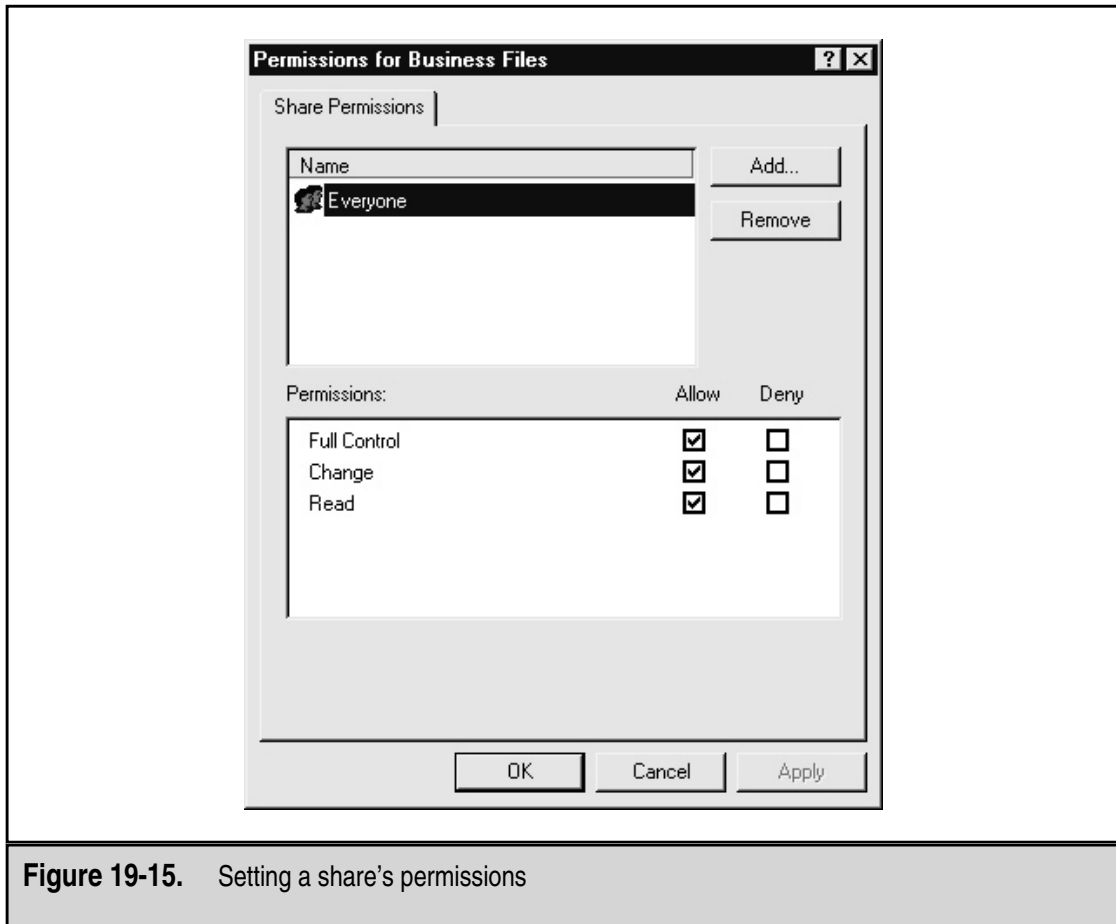 Permissions for Business Files
Share Permissions
Name
Add...
Everyone
Remove
Permissions: Allow Deny
Full Control
Change
Read
OK Cancel Apply
Figure 19-15. Setting a share's permissions